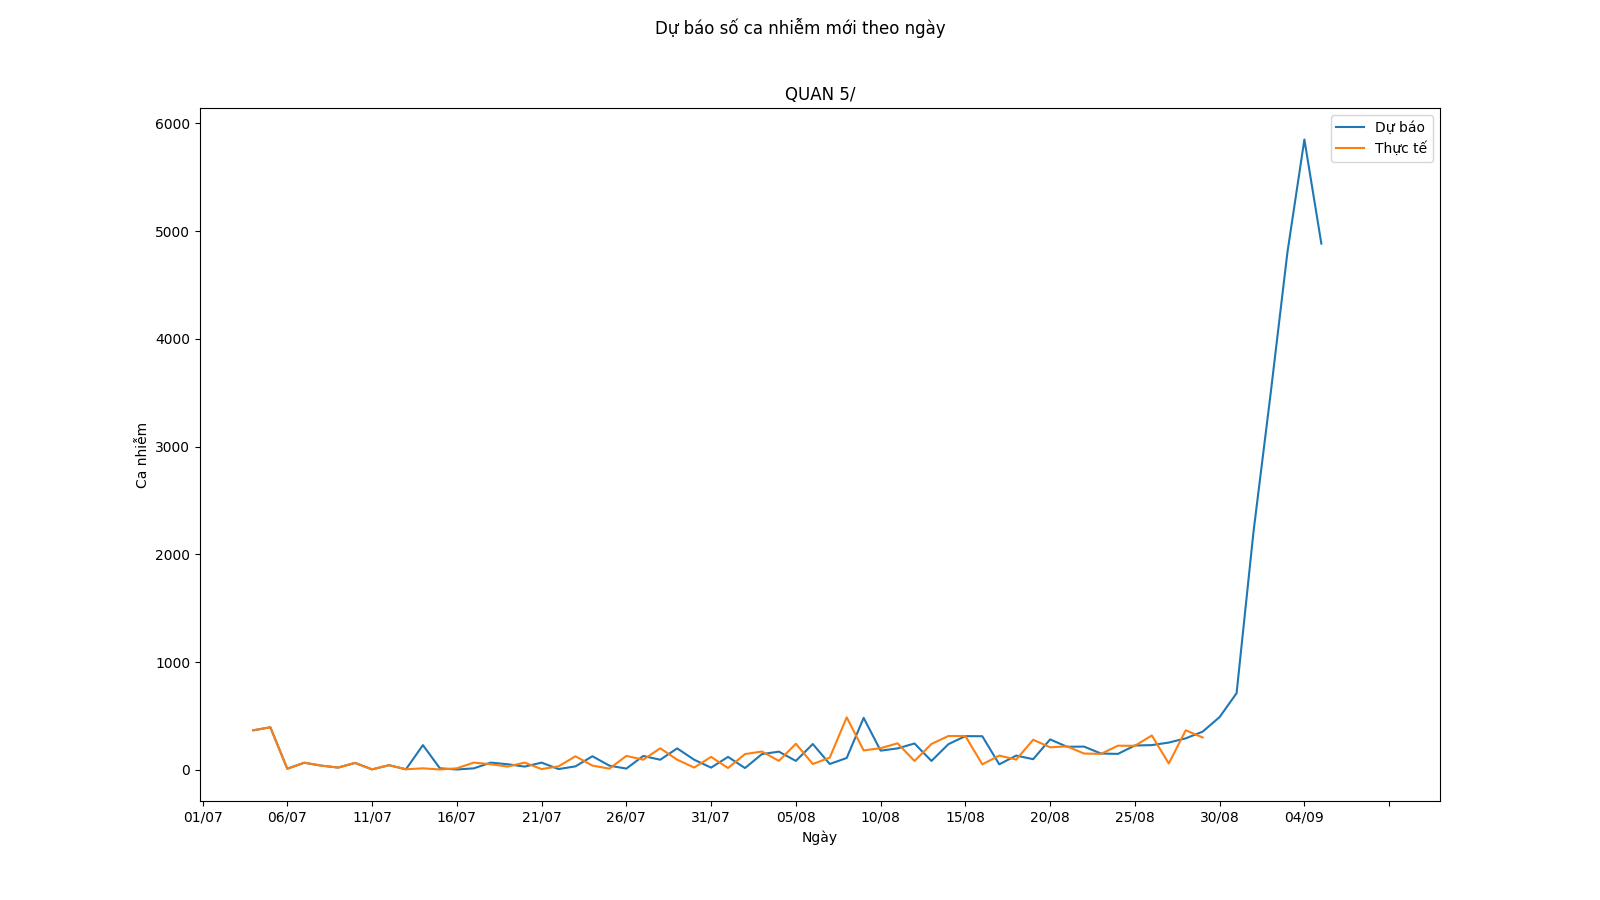 Dự báo số ca nhiễm mới theo ngày
QUAN 5/
Dự báo
Thực tế
6000
5000
4000
3000
2000
1000
0
Ca nhiễm
01/07 06/07 11/07 16/07 21/07 26/07 31/07 05/08 10/08 15/08 20/08 25/08 30/08 04/09
Ngày